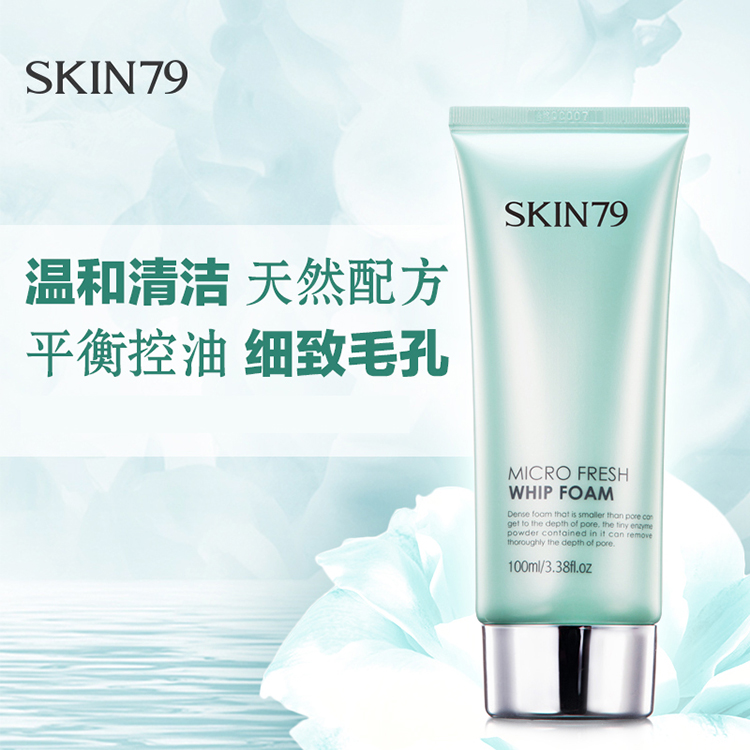 SKIN79
温和清洁 天然配方
平衡控油 细致毛孔
SKIN79
MICRO FRESH
WHIP FOAM
Dense foam that is smaller than pore can
get to the depth of pore. the tiny enzyme
powder contained in it can remove
thoroughly the depth of pore.
100ml/3.38fl.oz